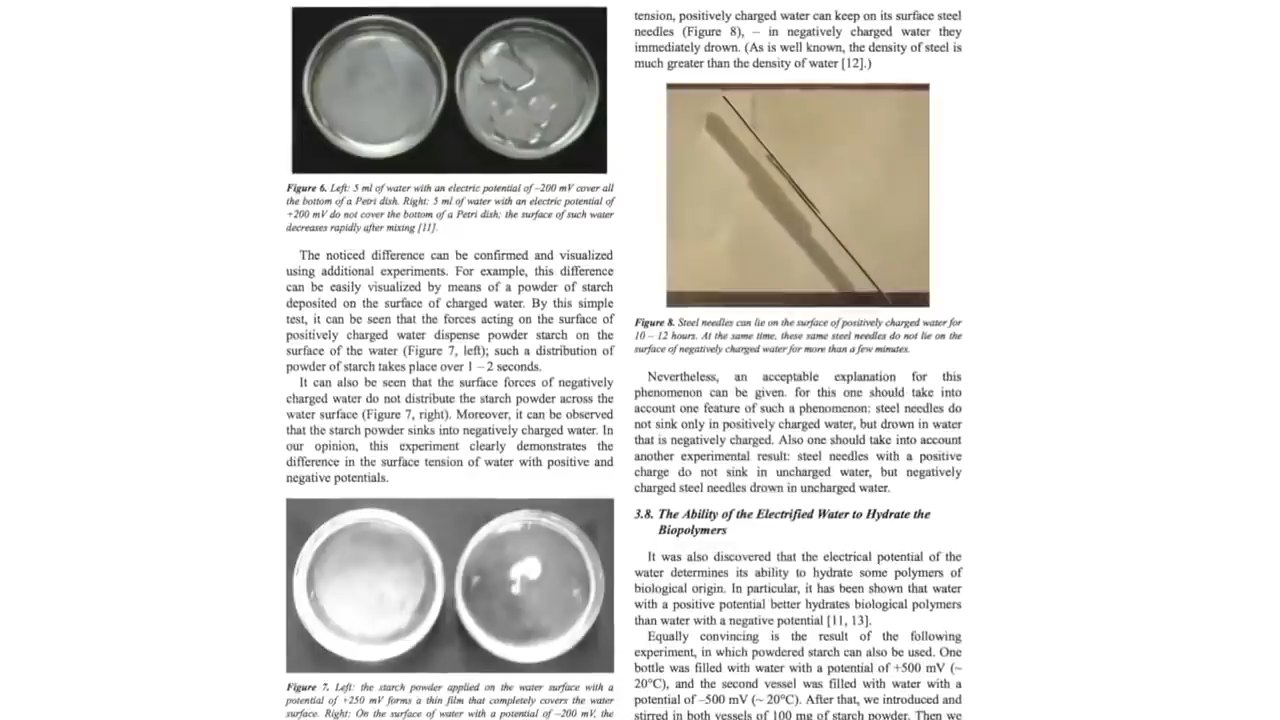 Figure 6. Left: 5 ml of water with an electric potential of –200 mV cover all
the bottom of a Petri dish. Right: 5 ml of water with an electric potential of
+200 mV do not cover the bottom of a Petri dish; the surface of such water
decreases rapidly after mixing [11].
The noticed difference can be confirmed and visualized
using additional experiments. For example, this difference
can be easily visualized by means of a powder of starch
deposited on the surface of charged water. By this simple
test, it can be seen that the forces acting on the surface of
positively charged water dispense powder starch on the
surface of the water (Figure 7, left); such a distribution of
powder of starch takes place over 1 – 2 seconds.
It can also be seen that the surface forces of negatively
charged water do not distribute the starch powder across the
water surface (Figure 7, right). Moreover, it can be observed
that the starch powder sinks into negatively charged water. In
our opinion, this experiment clearly demonstrates the
difference in the surface tension of water with positive and
negative potentials.
Figure 7. Left: the starch powder applied on the water surface with a
potential of +250 mV forms a thin film that completely covers the water
surface. Right: On the surface of water with a potential of –200 mV, the
tension, positively charged water can keep on its surface steel
needles (Figure 8), – in negatively charged water they
immediately drown. (As is well known, the density of steel is
much greater than the density of water [12].)
Figure 8. Steel needles can lie on the surface of positively charged water for
10 – 12 hours. At the same time, these same steel needles do not lie on the
surface of negatively charged water for more than a few minutes.
Nevertheless, an acceptable explanation for this
phenomenon can be given. for this one should take into
account one feature of such a phenomenon: steel needles do
not sink only in positively charged water, but drown in water
that is negatively charged. Also one should take into account
another experimental result: steel needles with a positive
charge do not sink in uncharged water, but negatively
charged steel needles drown in uncharged water.
3.8. The Ability of the Electrified Water to Hydrate the
Biopolymers
It was also discovered that the electrical potential of the
water determines its ability to hydrate some polymers of
biological origin. In particular, it has been shown that water
with a positive potential better hydrates biological polymers
than water with a negative potential [11, 13].
Equally convincing is the result of the following
experiment, in which powdered starch can also be used. One
bottle was filled with water with a potential of +500 mV (~
20°C), and the second vessel was filled with water with a
potential of –500 mV (~ 20°C). After that, we introduced and
stirred in both vessels of 100 mg of starch powder. Then we